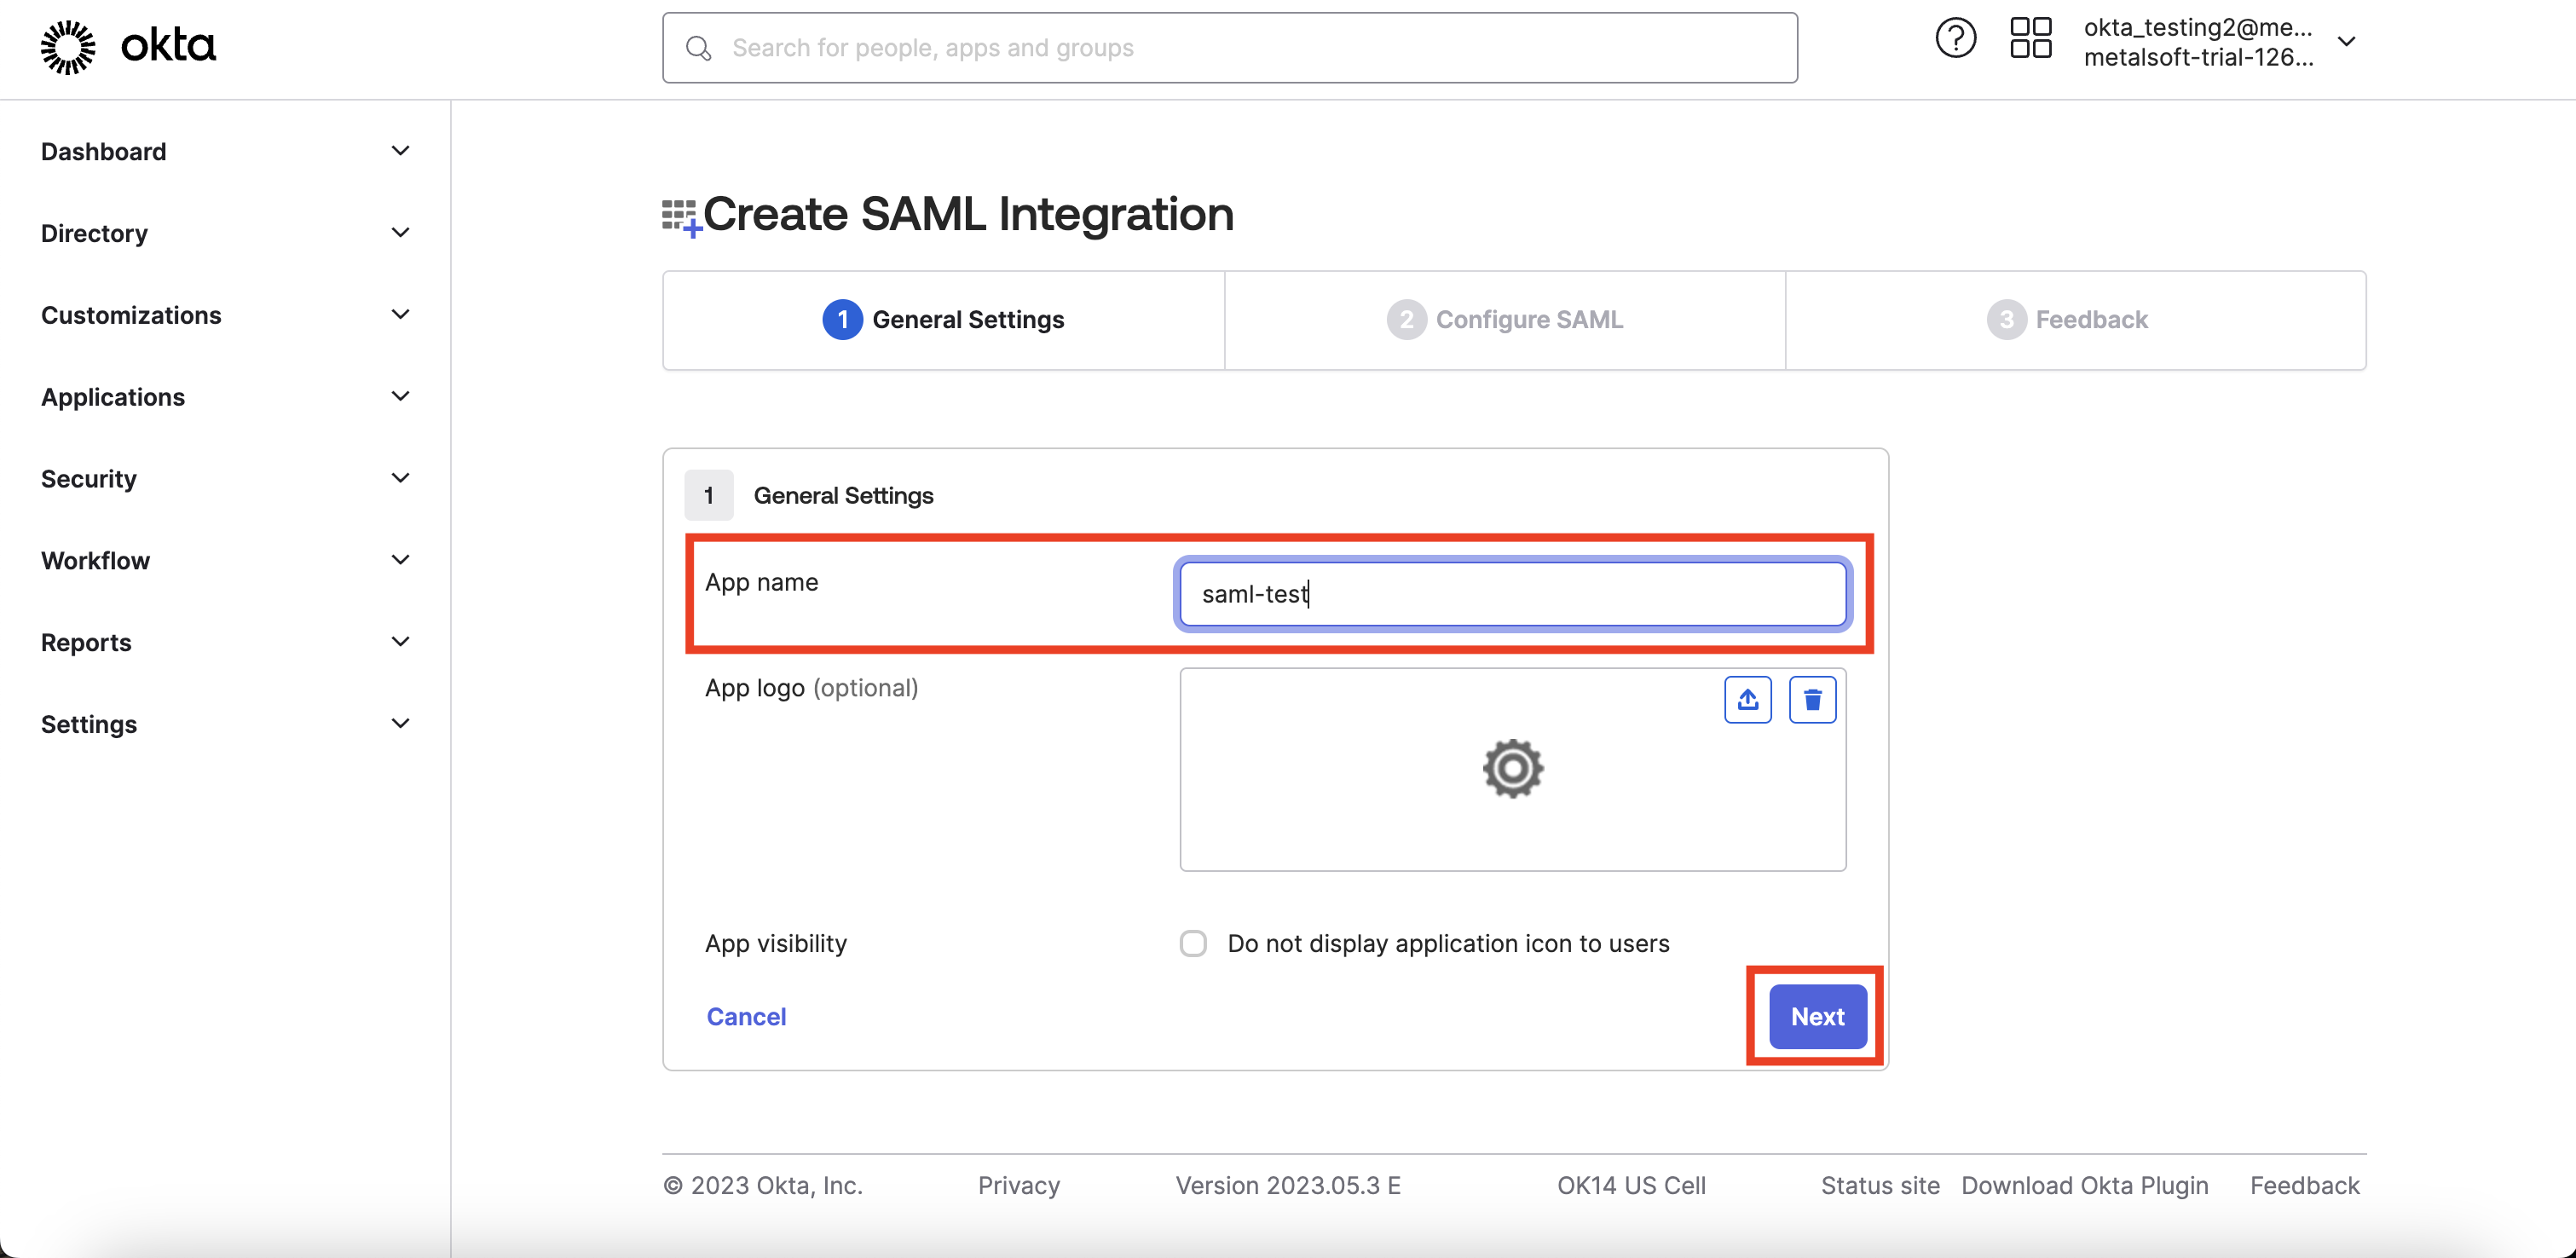 okta
Search for people, apps and groups
okta_testing2@me...
metalsoft-trial-126...
Dashboard
Directory
Customizations
Applications
Security
Workflow
Reports
Settings
Create SAML Integration
1 General Settings
2 Configure SAML
3 Feedback
1 General Settings
App name
saml-test
App logo (optional)
App visibility
Do not display application icon to users
Cancel
Next
© 2023 Okta, Inc.
Privacy
Version 2023.05.3 E
OK14 US Cell
Status site
Download Okta Plugin
Feedback